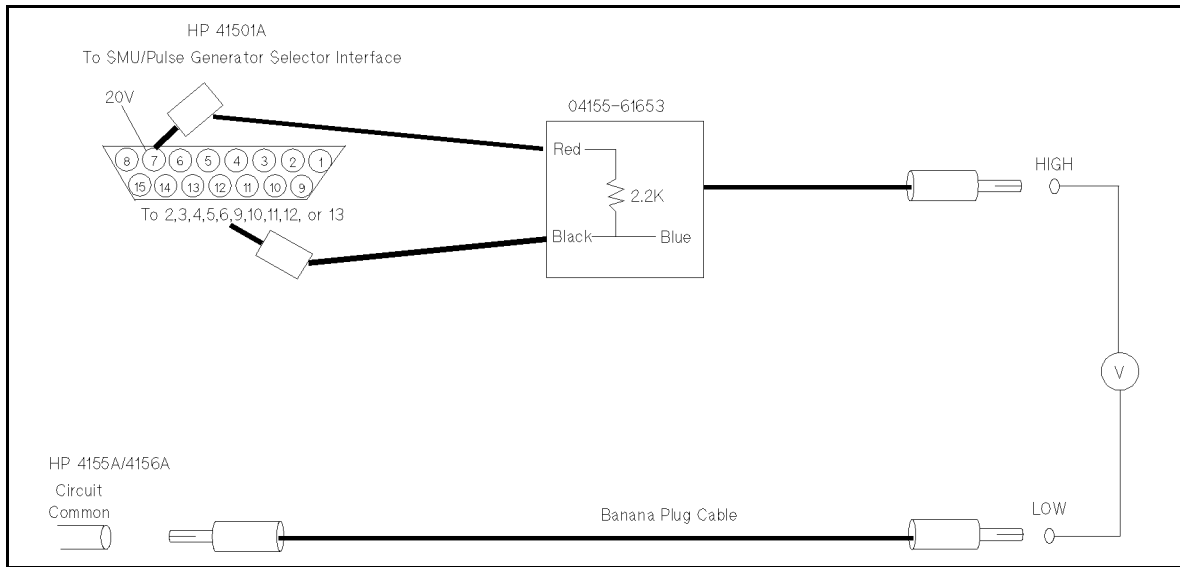 HP 41501A
To SMU/Pulse Generator Selector Interface
20V
04155-61653
8 7 6 5 4 3 2 1
15 14 13 12 11 10 9
To 2,3,4,5,6,9,10,11,12, or 13
Red
2.2K
Black
Blue
HIGH
V
HP 4155A/4156A
Circuit
Common
Banana Plug Cable
LOW